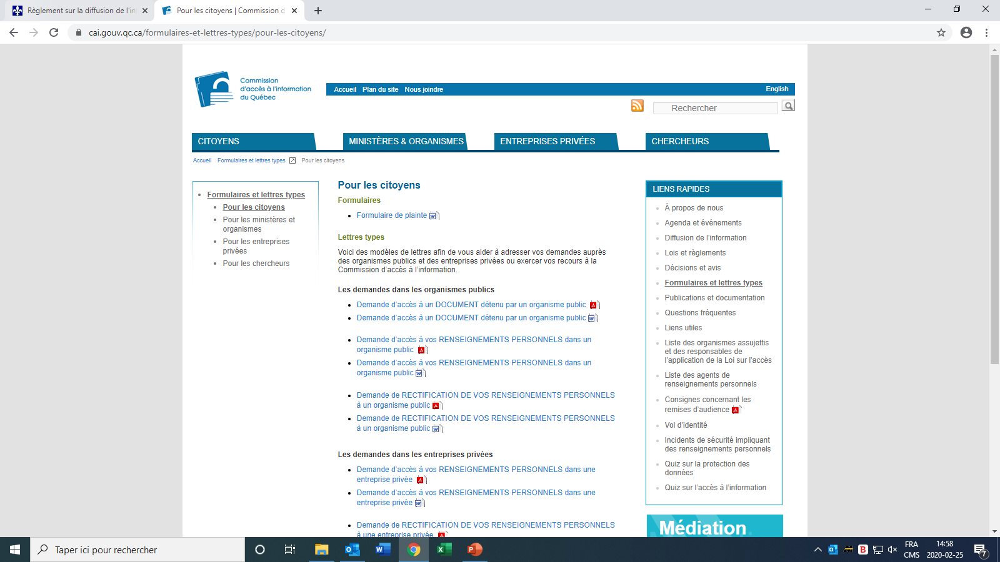 Règlement sur la diffusion de l'in
Pour les citoyens | Commission d
cai.gouv.qc.ca/formulaires-et-lettres-types/pour-les-citoyens/
Commission
d'accès à l'information
du Québec
Accueil Plan du site Nous joindre English
Rechercher
CITOYENS MINISTÈRES & ORGANISMES ENTREPRISES PRIVÉES CHERCHEURS
Accueil Formulaires et lettres types Pour les citoyens
Formulaires et lettres types
Pour les citoyens
Pour les ministères et
organismes
Pour les entreprises
privées
Pour les chercheurs
Pour les citoyens
Formulaires
Formulaire de plainte
Lettres types
Voici des modèles de lettres afin de vous aider à adresser vos demandes auprès
des organismes publics et des entreprises privées ou exercer vos recours à la
Commission d'accès à l'information.
Les demandes dans les organismes publics
Demande d'accès à un DOCUMENT détenu par un organisme public
Demande d'accès à un DOCUMENT détenu par un organisme public
Demande d'accès à vos RENSEIGNEMENTS PERSONNELS dans un
organisme public
Demande d'accès à vos RENSEIGNEMENTS PERSONNELS dans un
organisme public
Demande de RECTIFICATION DE VOS RENSEIGNEMENTS PERSONNELS
à un organisme public
Demande de RECTIFICATION DE VOS RENSEIGNEMENTS PERSONNELS
à un organisme public
Les demandes dans les entreprises privées
Demande d'accès à vos RENSEIGNEMENTS PERSONNELS dans une
entreprise privée
Demande d'accès à vos RENSEIGNEMENTS PERSONNELS dans une
entreprise privée
Demande de RECTIFICATION DE VOS RENSEIGNEMENTS PERSONNELS
à une entreprise privée
LIENS RAPIDES
À propos de nous
Agenda et événements
Diffusion de l'information
Lois et règlements
Décisions et avis
Formulaires et lettres types
Publications et documentation
Questions fréquentes
Liens utiles
Liste des organismes assujettis
et des responsables de
l'application de la Loi sur l'accès
Liste des agents de
renseignements personnels
Consignes concernant les
remises d'audience
Vol d'identité
Incidents de sécurité impliquant
des renseignements personnels
Quiz sur la protection des
données
Quiz sur l'accès à l'information
Médiation
Taper ici pour rechercher
FRA
CMS
14:58
2020-02-25
7